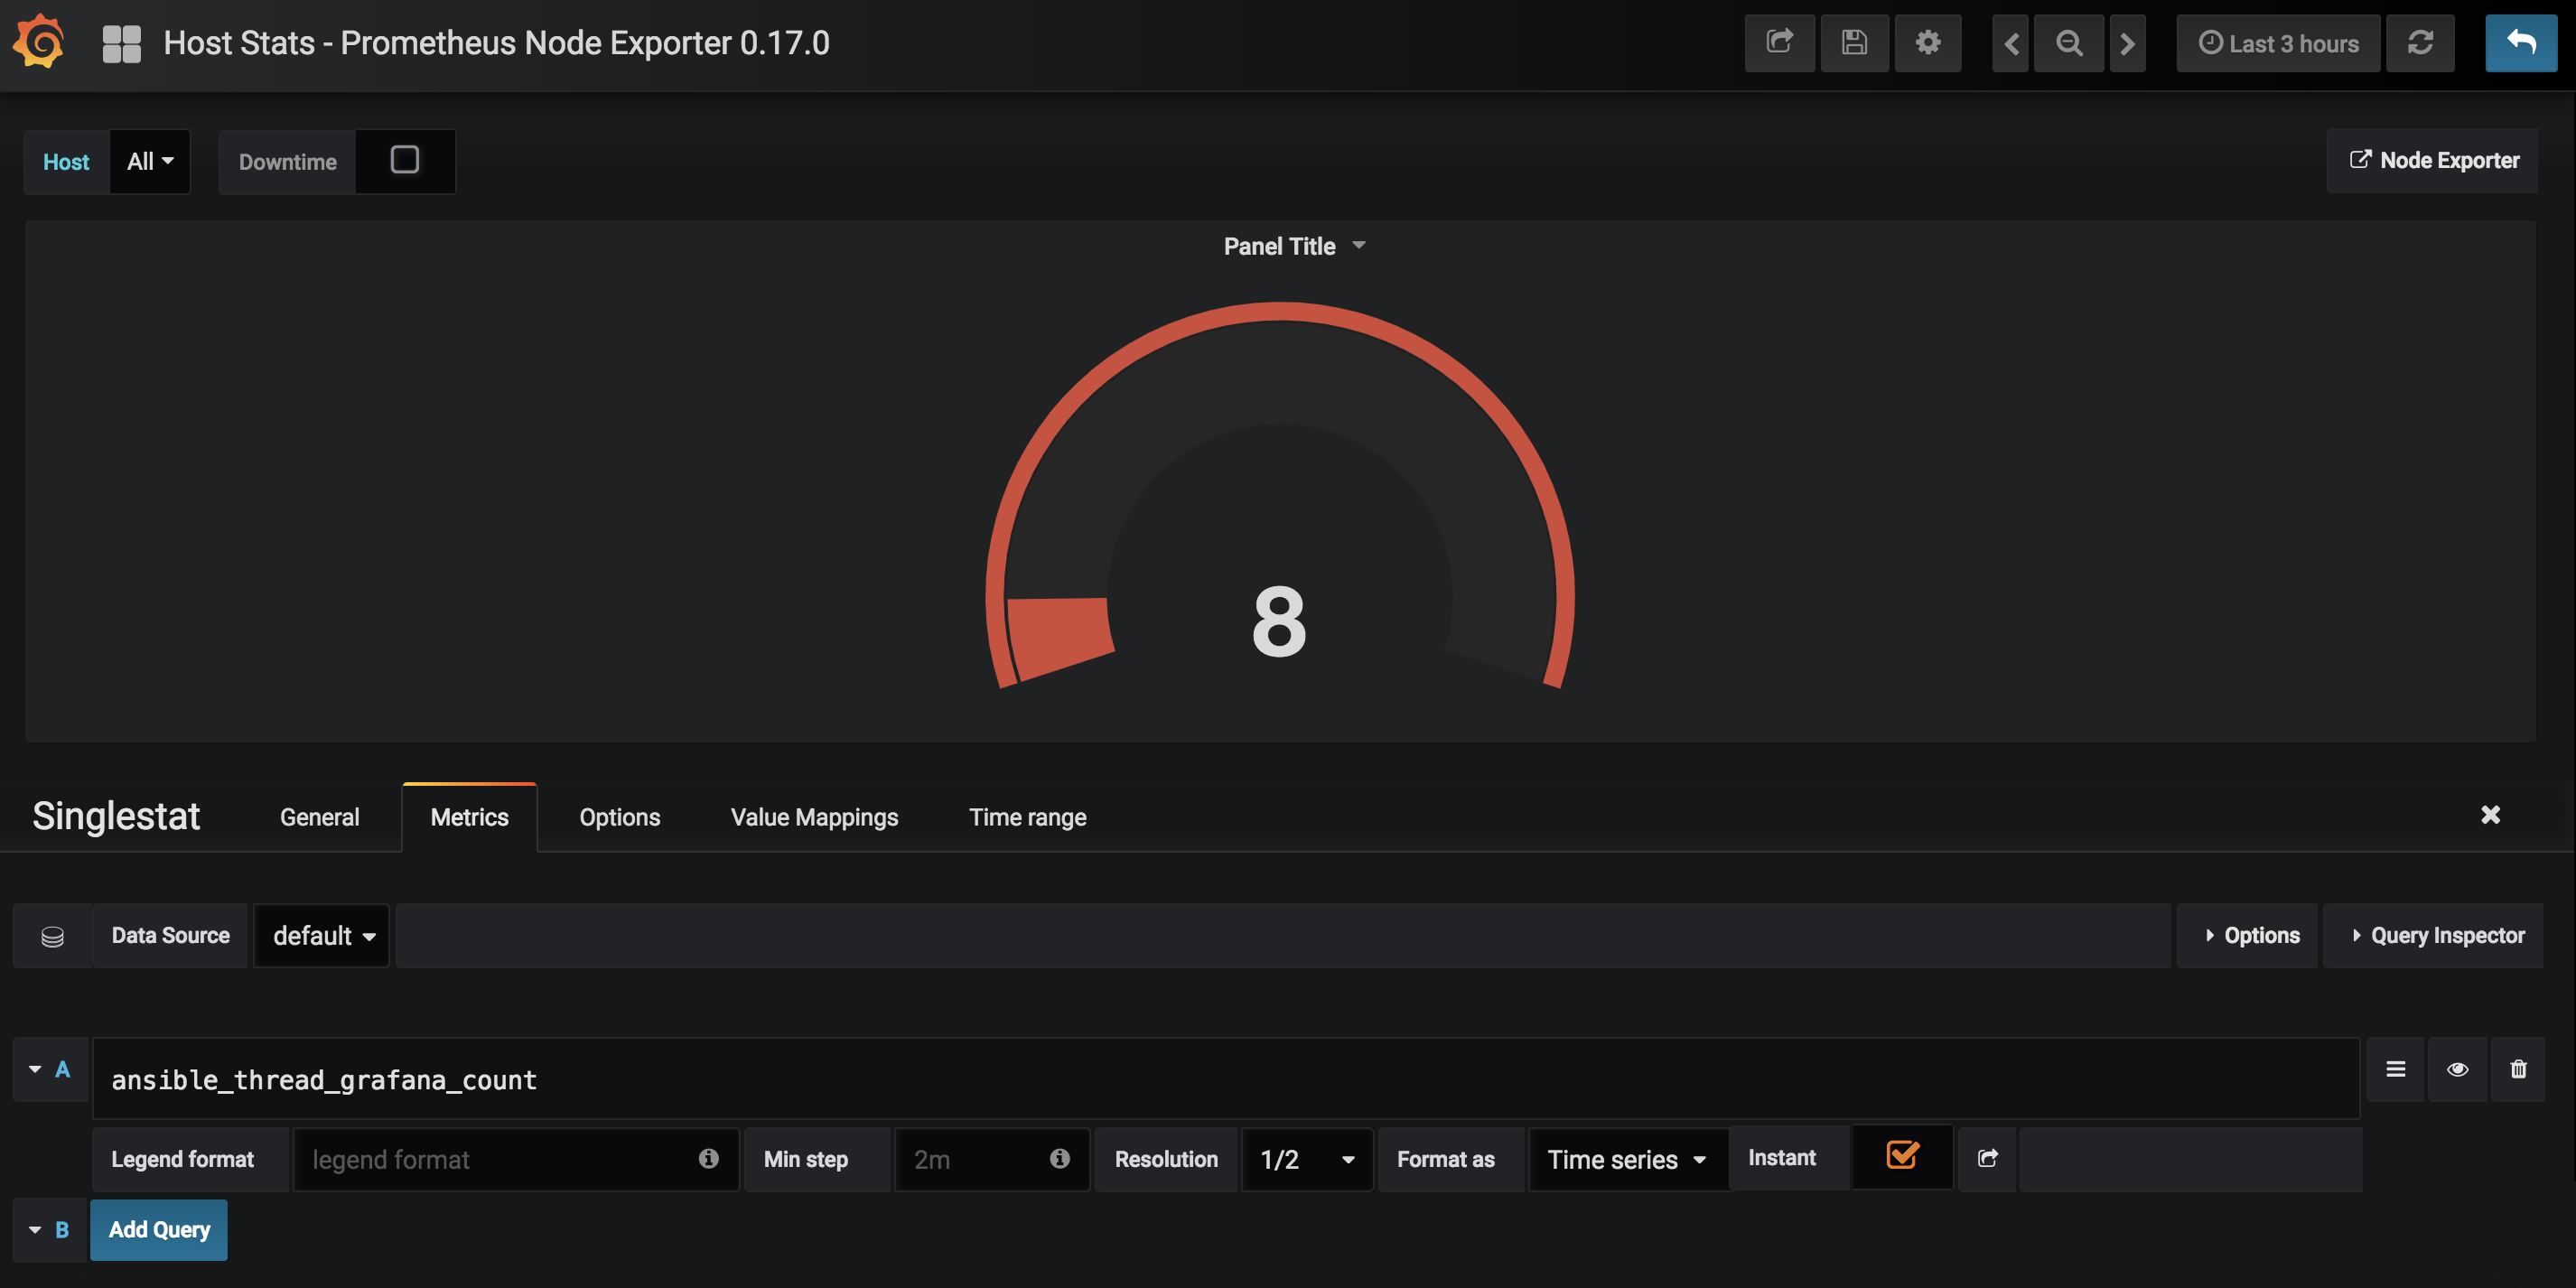 Host Stats - Prometheus Node Exporter 0.17.0
Last 3 hours
Host All Downtime
Node Exporter
Panel Title
8
Singlestat General Metrics Options Value Mappings Time range
Data Source default Options Query Inspector
A ansible_thread_grafana_count
Legend format legend format Min step 2m Resolution 1/2 Format as Time series Instant
B Add Query